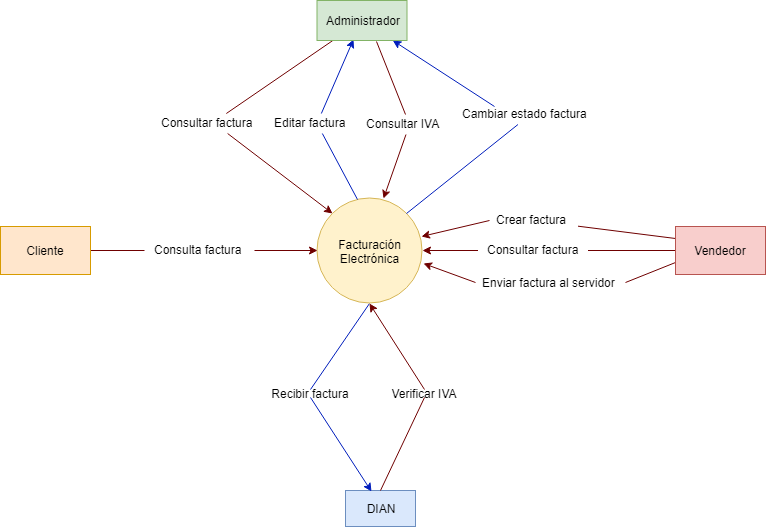 Administrador
Consultar factura
Editar factura
Consultar IVA
Cambiar estado factura
Crear factura
Cliente
Consulta factura
Facturación
Electrónica
Consultar factura
Vendedor
Enviar factura al servidor
Recibir factura
Verificar IVA
DIAN